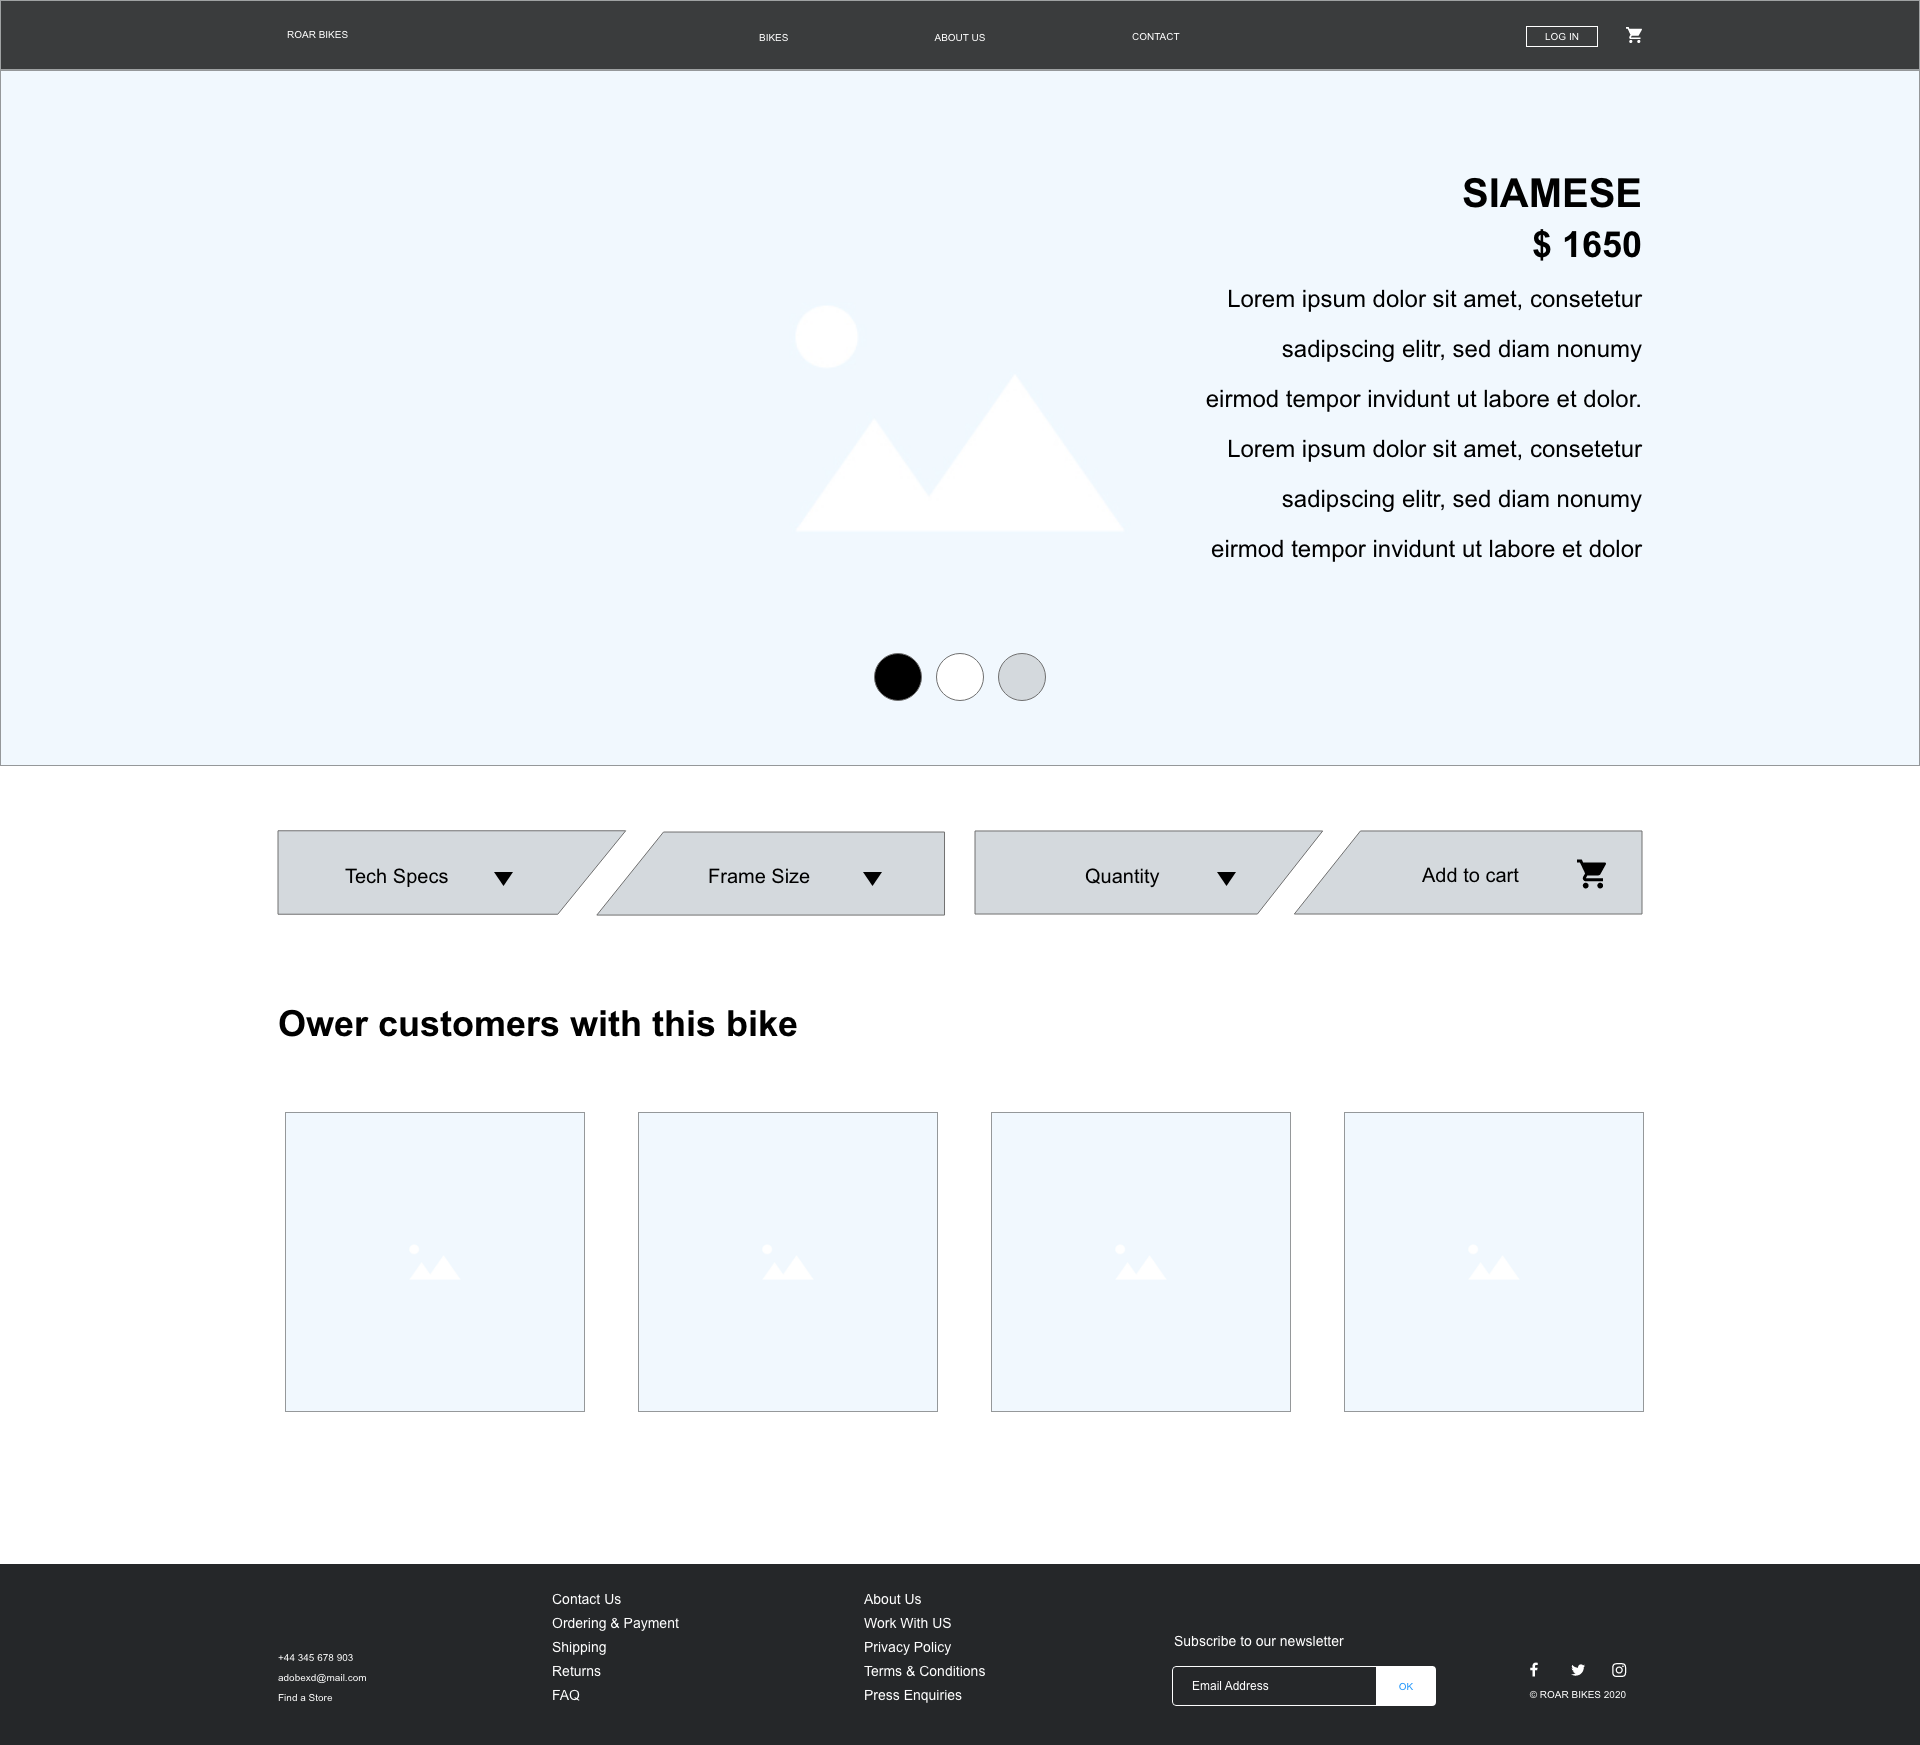 ROAR BIKES
BIKES
ABOUT US
CONTACT
LOG IN
SIAMESE
$ 1650
Lorem ipsum dolor sit amet, consetetur
sadipscing elitr, sed diam nonumy
eirmod tempor invidunt ut labore et dolor.
Lorem ipsum dolor sit amet, consetetur
sadipscing elitr, sed diam nonumy
eirmod tempor invidunt ut labore et dolor
Tech Specs
Frame Size
Quantity
Add to cart
Ower customers with this bike
+44 345 678 903
adobexd@mail.com
Find a Store
Contact Us
Ordering & Payment
Shipping
Returns
FAQ
About Us
Work With US
Privacy Policy
Terms & Conditions
Press Enquiries
Subscribe to our newsletter
Email Address
OK
© ROAR BIKES 2020